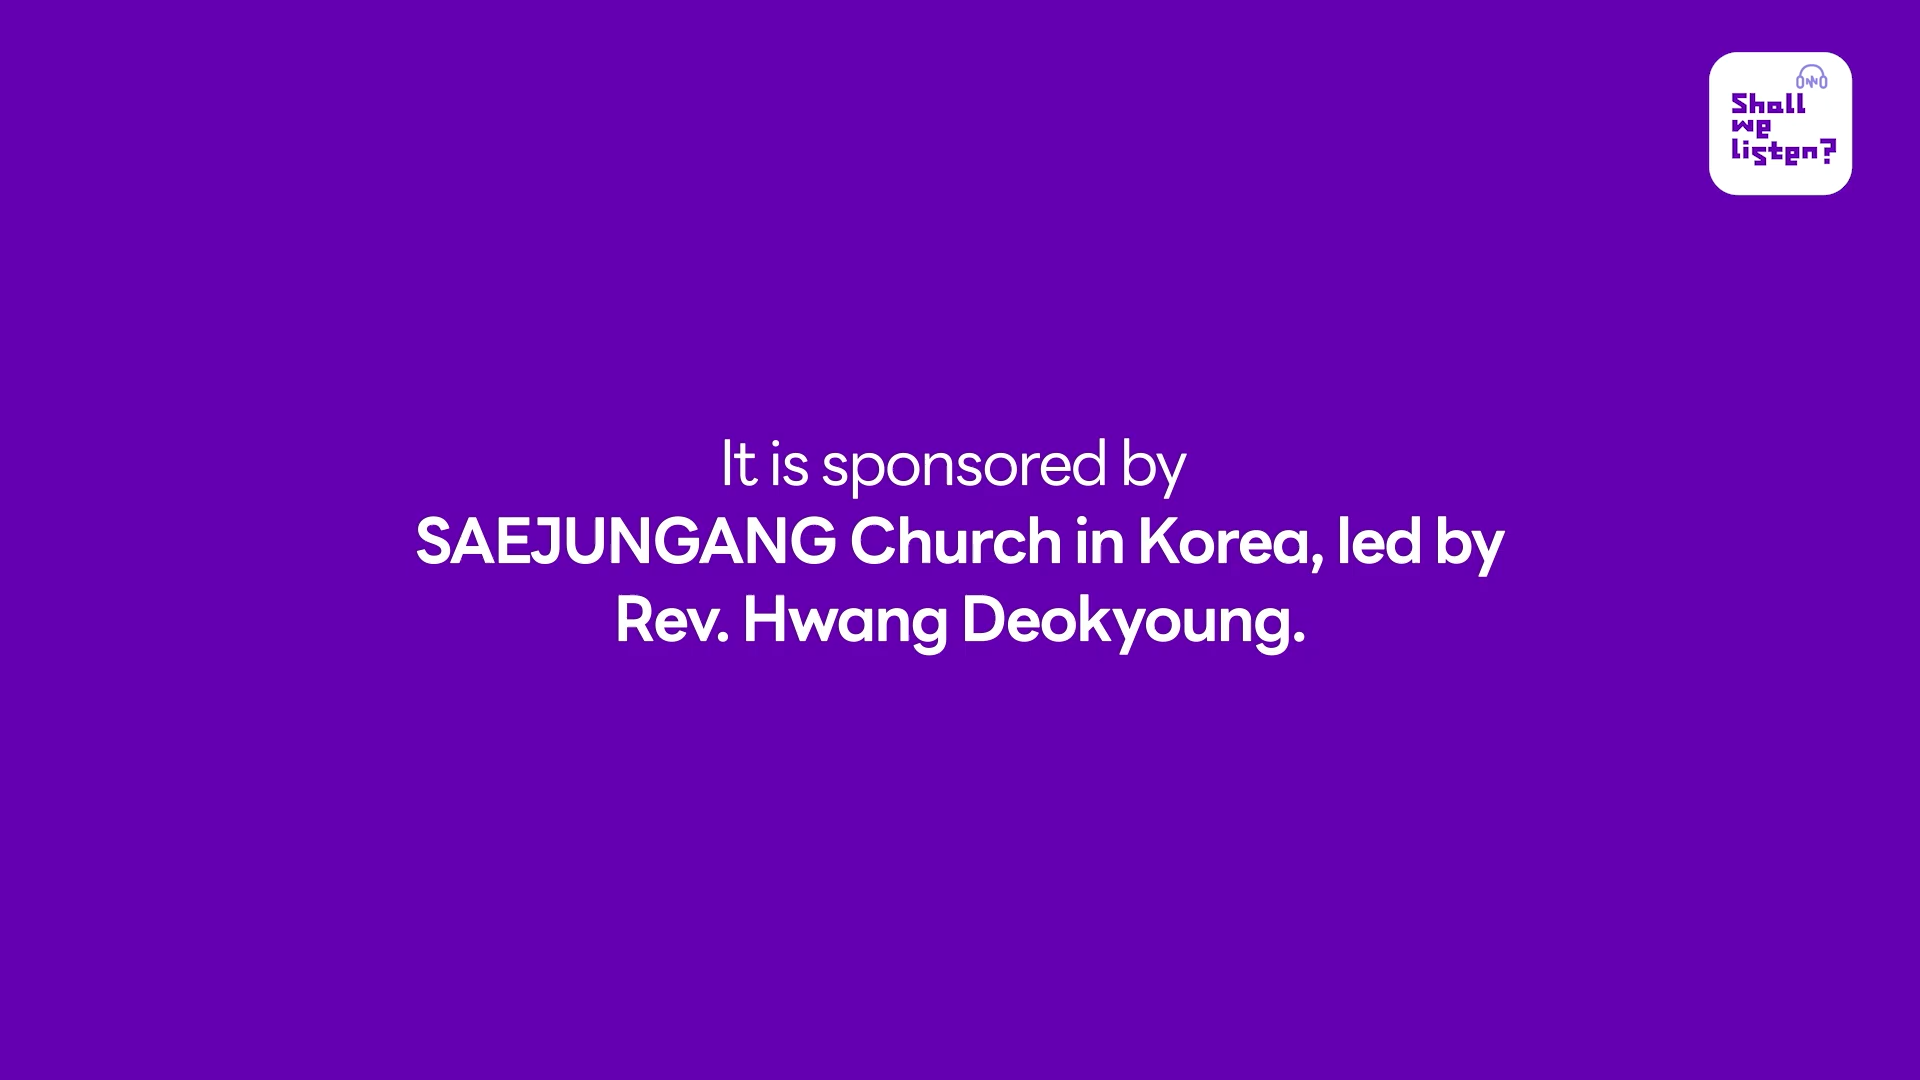 Shall
we
listen?
It is sponsored by
SAEJUNGANG Church in Korea, led by
Rev. Hwang Deokyoung.